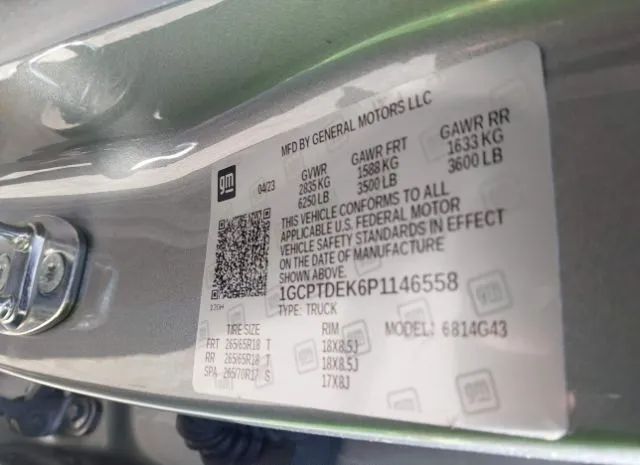 MFD BY GENERAL MOTORS LLC
gm
04/23
GVWR GAWR FRT GAWR RR
2835 KG 1588 KG 1633 KG
6250 LB 3500 LB 3600 LB
THIS VEHICLE CONFORMS TO ALL
APPLICABLE U.S. FEDERAL MOTOR
VEHICLE SAFETY STANDARDS IN EFFECT
ON THE DATE OF MANUFACTURE
SHOWN ABOVE.
1GCPTDEK6P1146558
TYPE: TRUCK MODEL: 6814G43
TIRE SIZE RIM
FRT 265/65R18 T 18X8.5J
RR 265/65R18 T 18X8.5J
SPA 265/70R17 S 17X8J